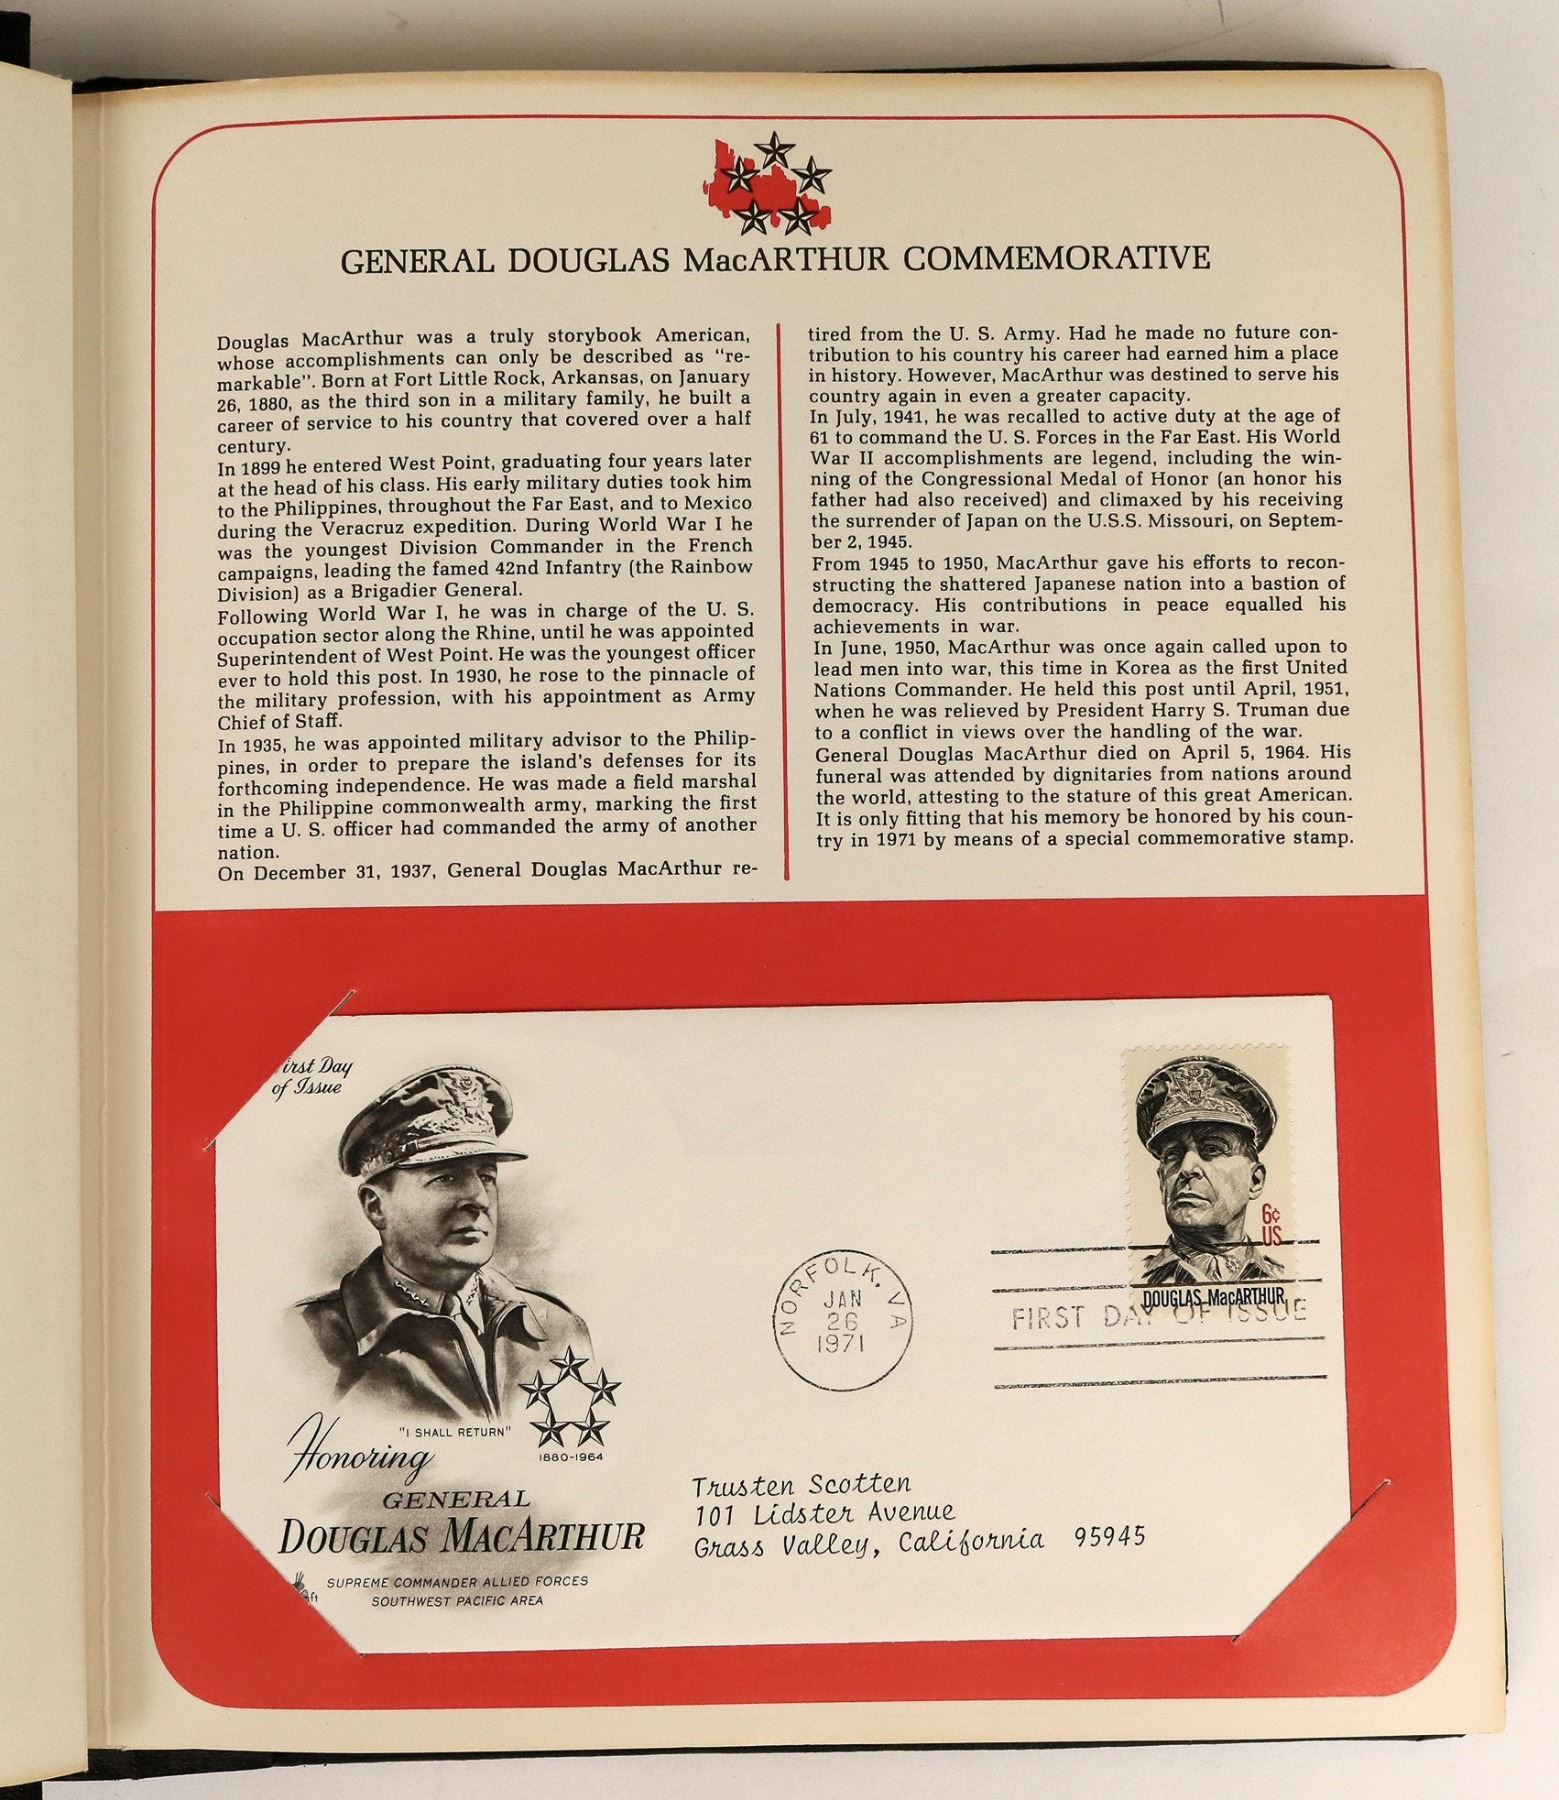 GENERAL DOUGLAS MacARTHUR COMMEMORATIVE
Douglas MacArthur was a truly storybook American,
whose accomplishments can only be described as "re-
markable". Born at Fort Little Rock, Arkansas, on January
26, 1880, as the third son in a military family, he built a
career of service to his country that covered over a half
century.
In 1899 he entered West Point, graduating four years later
at the head of his class. His early military duties took him
to the Philippines, throughout the Far East, and to Mexico
during the Veracruz expedition. During World War I he
was the youngest Division Commander in the French
campaigns, leading the famed 42nd Infantry (the Rainbow
Division) as a Brigadier General.
Following World War I, he was in charge of the U. S.
occupation sector along the Rhine, until he was appointed
Superintendent of West Point. He was the youngest officer
ever to hold this post. In 1930, he rose to the pinnacle of
the military profession, with his appointment as Army
Chief of Staff.
In 1935, he was appointed military advisor to the Philip-
pines, in order to prepare the island's defenses for its
forthcoming independence. He was made a field marshal
in the Philippine commonwealth army, marking the first
time a U. S. officer had commanded the army of another
nation.
On December 31, 1937, General Douglas MacArthur re-
tired from the U. S. Army. Had he made no future con-
tribution to his country his career had earned him a place
in history. However, MacArthur was destined to serve his
country again in even a greater capacity.
In July, 1941, he was recalled to active duty at the age of
61 to command the U. S. Forces in the Far East. His World
War II accomplishments are legend, including the win-
ning of the Congressional Medal of Honor (an honor his
father had also received) and climaxed by his receiving
the surrender of Japan on the U.S.S. Missouri, on Septem-
ber 2, 1945.
From 1945 to 1950, MacArthur gave his efforts to recon-
structing the shattered Japanese nation into a bastion of
democracy. His contributions in peace equalled his
achievements in war.
In June, 1950, MacArthur was once again called upon to
lead men into war, this time in Korea as the first United
Nations Commander. He held this post until April, 1951,
when he was relieved by President Harry S. Truman due
to a conflict in views over the handling of the war.
General Douglas MacArthur died on April 5, 1964. His
funeral was attended by dignitaries from nations around
the world, attesting to the stature of this great American.
It is only fitting that his memory be honored by his coun-
try in 1971 by means of a special commemorative stamp.
irst Day
of Issue
"I SHALL RETURN"
1880-1964
Honoring
GENERAL
DOUGLAS MACARTHUR
SUPREME COMMANDER ALLIED FORCES
SOUTHWEST PACIFIC AREA
NORFOLK, VA
JAN
26
1971
6¢
US
DOUGLAS MacARTHUR
FIRST DAY OF ISSUE
Trusten Scotten
101 Lidster Avenue
Grass Valley, California 95945